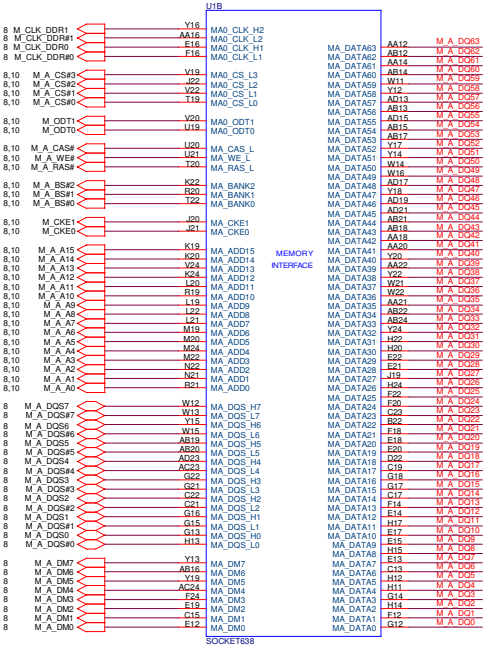 U1B
8 M_CLK_DDR1 Y16 MA0_CLK_H2
8 M_CLK_DDR#1 AA16 MA0_CLK_L2
8 M_CLK_DDR0 E16 MA0_CLK_H1
8 M_CLK_DDR#0 F16 MA0_CLK_L1
8,10 M_A_CS#3 V19 MA0_CS_L3
8,10 M_A_CS#2 J22 MA0_CS_L2
8,10 M_A_CS#1 V22 MA0_CS_L1
8,10 M_A_CS#0 T19 MA0_CS_L0
8,10 M_ODT1 V20 MA0_ODT1
8,10 M_ODT0 U19 MA0_ODT0
8,10 M_A_CAS# U20 MA_CAS_L
8,10 M_A_WE# U21 MA_WE_L
8,10 M_A_RAS# T20 MA_RAS_L
8,10 M_A_BS#2 K22 MA_BANK2
8,10 M_A_BS#1 R20 MA_BANK1
8,10 M_A_BS#0 T22 MA_BANK0
8,10 M_CKE1 J20 MA_CKE1
8,10 M_CKE0 J21 MA_CKE0
8,10 M_A_A15 K19 MA_ADD15
8,10 M_A_A14 K20 MA_ADD14
8,10 M_A_A13 V24 MA_ADD13
8,10 M_A_A12 K24 MA_ADD12
8,10 M_A_A11 L20 MA_ADD11
8,10 M_A_A10 R19 MA_ADD10
8,10 M_A_A9 L19 MA_ADD9
8,10 M_A_A8 L22 MA_ADD8
8,10 M_A_A7 L21 MA_ADD7
8,10 M_A_A6 M19 MA_ADD6
8,10 M_A_A5 M20 MA_ADD5
8,10 M_A_A4 M24 MA_ADD4
8,10 M_A_A3 M22 MA_ADD3
8,10 M_A_A2 N22 MA_ADD2
8,10 M_A_A1 N21 MA_ADD1
8,10 M_A_A0 R21 MA_ADD0
8 M_A_DQS7 W12 MA_DQS_H7
8 M_A_DQS#7 W13 MA_DQS_L7
8 M_A_DQS6 Y15 MA_DQS_H6
8 M_A_DQS#6 W15 MA_DQS_L6
8 M_A_DQS5 AB19 MA_DQS_H5
8 M_A_DQS#5 AB20 MA_DQS_L5
8 M_A_DQS4 AD23 MA_DQS_H4
8 M_A_DQS#4 AC23 MA_DQS_L4
8 M_A_DQS3 G22 MA_DQS_H3
8 M_A_DQS#3 G21 MA_DQS_L3
8 M_A_DQS2 C22 MA_DQS_H2
8 M_A_DQS#2 C21 MA_DQS_L2
8 M_A_DQS1 G16 MA_DQS_H1
8 M_A_DQS#1 G15 MA_DQS_L1
8 M_A_DQS0 G13 MA_DQS_H0
8 M_A_DQS#0 H13 MA_DQS_L0
8 M_A_DM7 Y13 MA_DM7
8 M_A_DM6 AB16 MA_DM6
8 M_A_DM5 Y19 MA_DM5
8 M_A_DM4 AC24 MA_DM4
8 M_A_DM3 F24 MA_DM3
8 M_A_DM2 E19 MA_DM2
8 M_A_DM1 C15 MA_DM1
8 M_A_DM0 E12 MA_DM0
MEMORY
INTERFACE
MA_DATA63 AA12 M_A_DQ63
MA_DATA62 AB12 M_A_DQ62
MA_DATA61 AA14 M_A_DQ61
MA_DATA60 AB14 M_A_DQ60
MA_DATA59 W11 M_A_DQ59
MA_DATA58 Y12 M_A_DQ58
MA_DATA57 AD13 M_A_DQ57
MA_DATA56 AB13 M_A_DQ56
MA_DATA55 AD15 M_A_DQ55
MA_DATA54 AB15 M_A_DQ54
MA_DATA53 AB17 M_A_DQ53
MA_DATA52 Y17 M_A_DQ52
MA_DATA51 Y14 M_A_DQ51
MA_DATA50 W14 M_A_DQ50
MA_DATA49 W16 M_A_DQ49
MA_DATA48 AD17 M_A_DQ48
MA_DATA47 Y18 M_A_DQ47
MA_DATA46 AD19 M_A_DQ46
MA_DATA45 AD21 M_A_DQ45
MA_DATA44 AB21 M_A_DQ44
MA_DATA43 AB18 M_A_DQ43
MA_DATA42 AA18 M_A_DQ42
MA_DATA41 AA20 M_A_DQ41
MA_DATA40 Y20 M_A_DQ40
MA_DATA39 AA22 M_A_DQ39
MA_DATA38 Y22 M_A_DQ38
MA_DATA37 W21 M_A_DQ37
MA_DATA36 W22 M_A_DQ36
MA_DATA35 AA21 M_A_DQ35
MA_DATA34 AB22 M_A_DQ34
MA_DATA33 AB24 M_A_DQ33
MA_DATA32 Y24 M_A_DQ32
MA_DATA31 H22 M_A_DQ31
MA_DATA30 H20 M_A_DQ30
MA_DATA29 E22 M_A_DQ29
MA_DATA28 E21 M_A_DQ28
MA_DATA27 J19 M_A_DQ27
MA_DATA26 H24 M_A_DQ26
MA_DATA25 F22 M_A_DQ25
MA_DATA24 F20 M_A_DQ24
MA_DATA23 C23 M_A_DQ23
MA_DATA22 B22 M_A_DQ22
MA_DATA21 F18 M_A_DQ21
MA_DATA20 E18 M_A_DQ20
MA_DATA19 E20 M_A_DQ19
MA_DATA18 D22 M_A_DQ18
MA_DATA17 C19 M_A_DQ17
MA_DATA16 G18 M_A_DQ16
MA_DATA15 G17 M_A_DQ15
MA_DATA14 C17 M_A_DQ14
MA_DATA13 F14 M_A_DQ13
MA_DATA12 E14 M_A_DQ12
MA_DATA11 H17 M_A_DQ11
MA_DATA10 E17 M_A_DQ10
MA_DATA9 E15 M_A_DQ9
MA_DATA8 H15 M_A_DQ8
MA_DATA7 E13 M_A_DQ7
MA_DATA6 C13 M_A_DQ6
MA_DATA5 H12 M_A_DQ5
MA_DATA4 H11 M_A_DQ4
MA_DATA3 G14 M_A_DQ3
MA_DATA2 H14 M_A_DQ2
MA_DATA1 F12 M_A_DQ1
MA_DATA0 G12 M_A_DQ0
SOCKET638